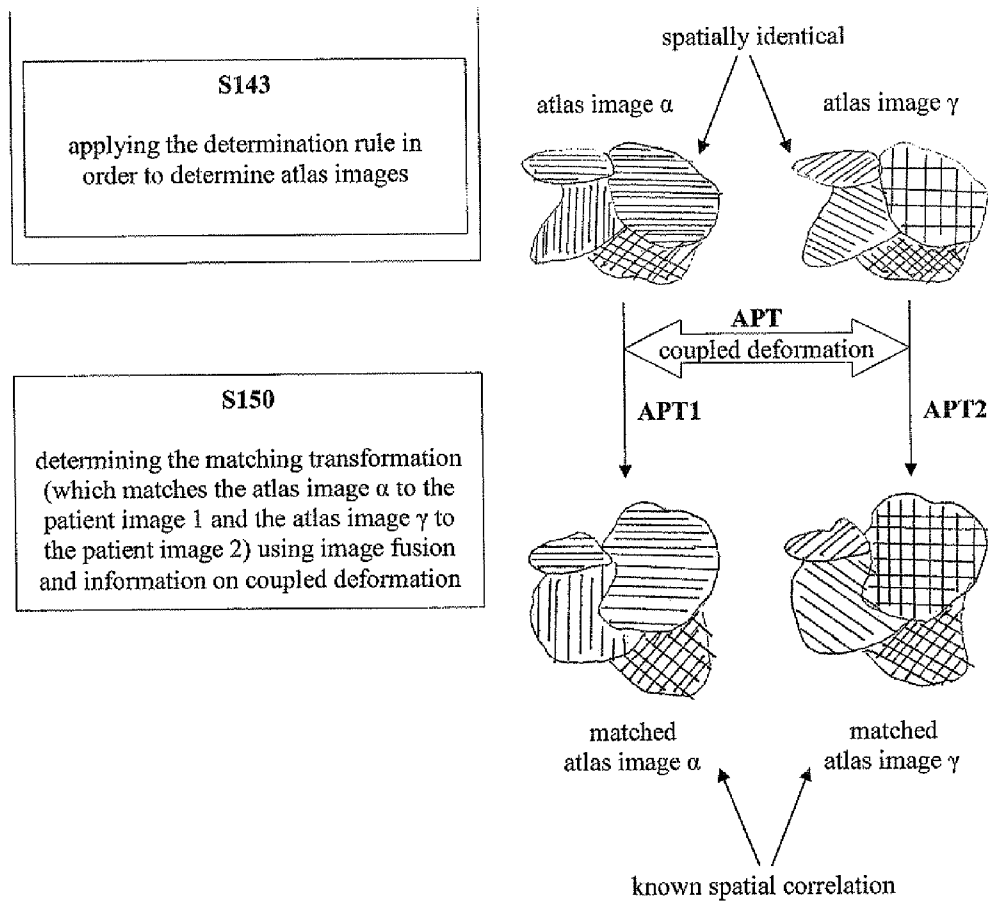 S143
applying the determination rule in
order to determine atlas images
spatially identical
atlas image α
atlas image γ
APT
coupled deformation
APT1
APT2
S150
determining the matching transformation
(which matches the atlas image α to the
patient image 1 and the atlas image γ to
the patient image 2) using image fusion
and information on coupled deformation
matched
atlas image α
matched
atlas image γ
known spatial correlation